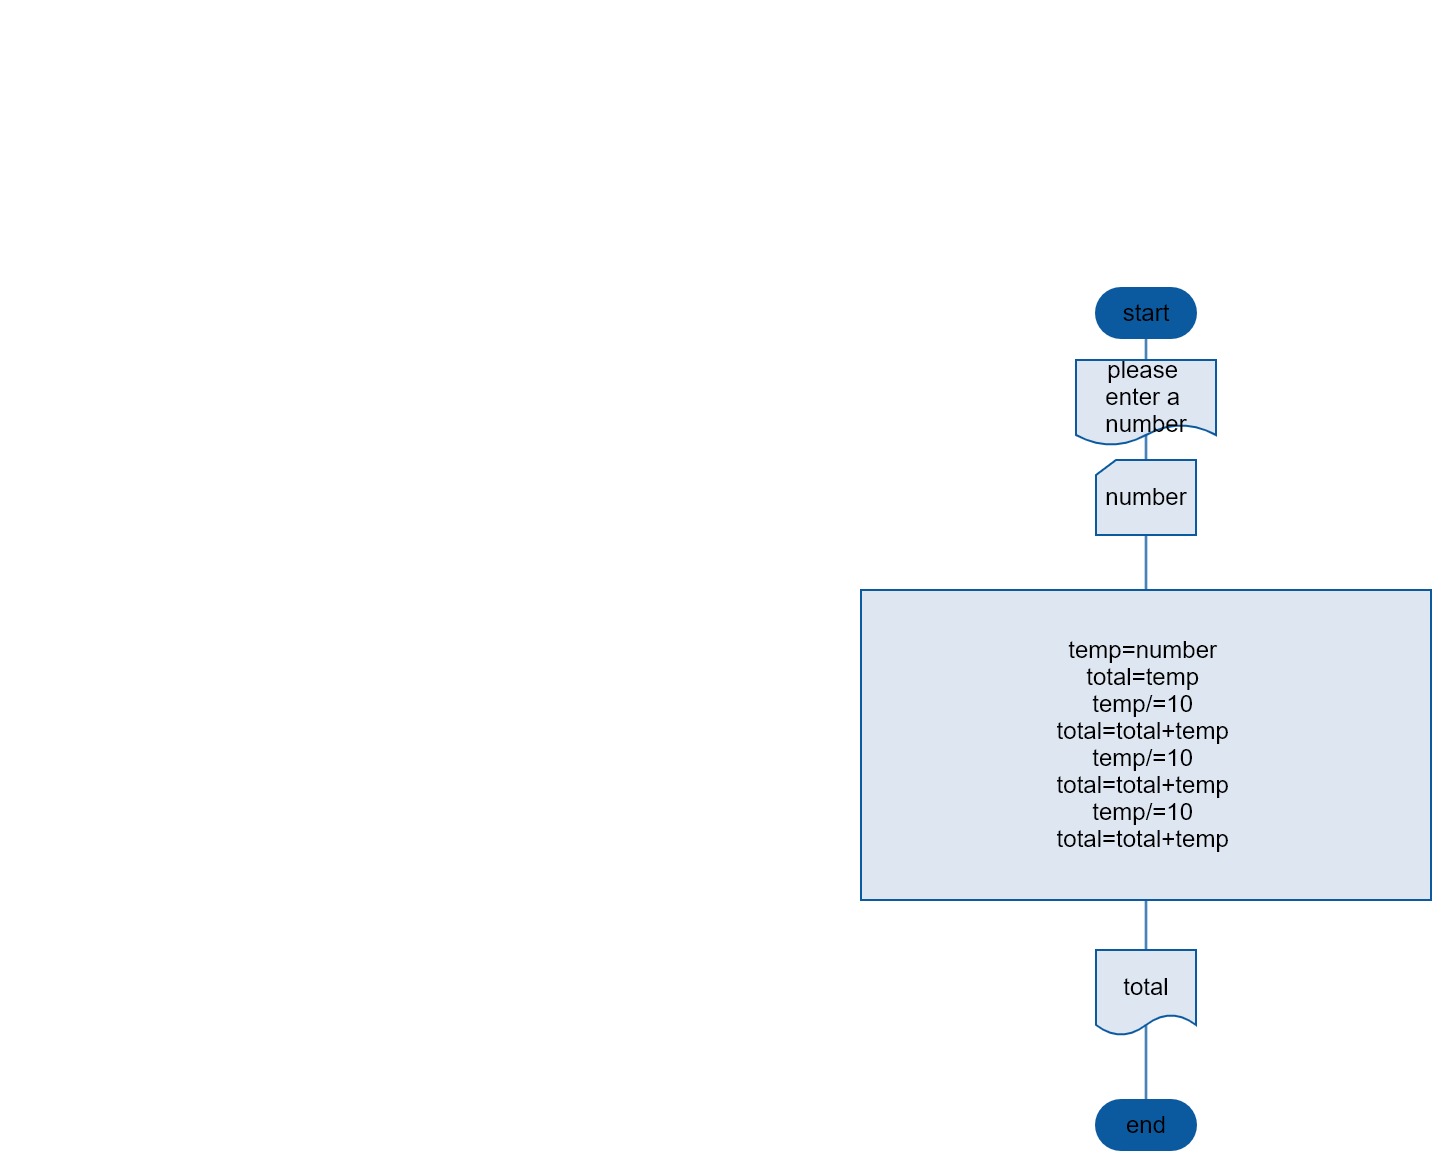 start
please
enter a
number
number
temp=number
total=temp
temp/=10
total=total+temp
temp/=10
total=total+temp
temp/=10
total=total+temp
total
end